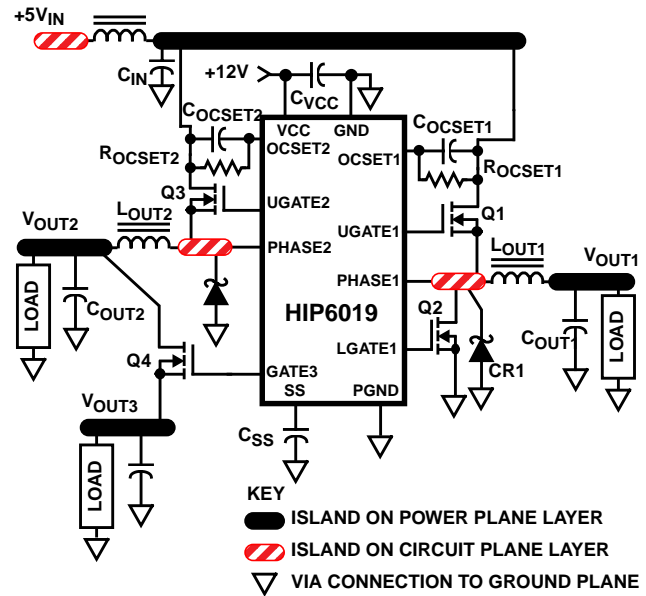 +5VIN
CIN
+12V
CVCC
COCSET2
VCC
GND
COCSET1
OCSET2
OCSET1
ROCSET2
ROCSET1
Q3
UGATE2
Q1
UGATE1
VOUT2
LOUT2
PHASE2
LOUT1
VOUT1
PHASE1
LOAD
COUT2
HIP6019
Q2
COUT1
LOAD
LGATE1
Q4
GATE3
CR1
SS
PGND
VOUT3
CSS
LOAD
KEY
ISLAND ON POWER PLANE LAYER
ISLAND ON CIRCUIT PLANE LAYER
VIA CONNECTION TO GROUND PLANE